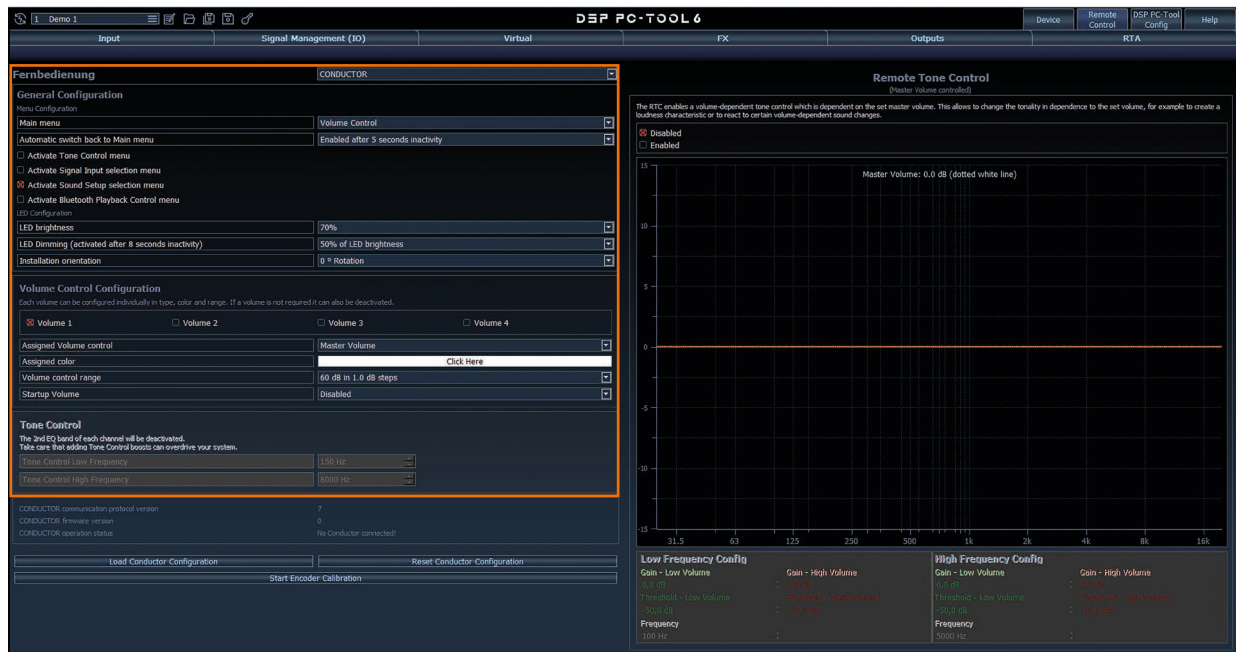 1 Demo 1
DSP PC-TOOL 6
Device
Remote Control
DSP PC-Tool Config
Help
Input
Signal Management (IO)
Virtual
FX
Outputs
RTA
Fernbedienung
CONDUCTOR
General Configuration
Menu Configuration
Main menu
Volume Control
Automatic switch back to Main menu
Enabled after 5 seconds inactivity
Activate Tone Control menu
Activate Signal Input selection menu
Activate Sound Setup selection menu
Activate Bluetooth Playback Control menu
LED Configuration
LED brightness
70%
LED Dimming (activated after 8 seconds inactivity)
50% of LED brightness
Installation orientation
0 ° Rotation
Volume Control Configuration
Each volume can be configured individually in type, color and range. If a volume is not required it can also be deactivated.
Volume 1
Volume 2
Volume 3
Volume 4
Assigned Volume control
Master Volume
Assigned color
Click Here
Volume control range
60 dB in 1.0 dB steps
Startup Volume
Disabled
Tone Control
The 2nd EQ band of each channel will be deactivated.
Take care that adding Tone Control boosts can overdrive your system.
Tone Control Low Frequency
150 Hz
Tone Control High Frequency
8000 Hz
CONDUCTOR communication protocol version
7
CONDUCTOR firmware version
0
CONDUCTOR operation status
No Conductor connected!
Load Conductor Configuration
Reset Conductor Configuration
Start Encoder Calibration
Remote Tone Control
(Master Volume controlled)
The RTC enables a volume-dependent tone control which is dependent on the set master volume. This allows to change the tonality in dependence to the set volume, for example to create a
loudness characteristic or to react to certain volume-dependent sound changes.
Disabled
Enabled
Master Volume: 0.0 dB (dotted white line)
15
10
5
0
-5
-10
-15
31.5
63
125
250
500
1k
2k
4k
8k
16k
Low Frequency Config
Gain - Low Volume
Gain - High Volume
0,0 dB
Threshold - Low Volume
-50,0 dB
Frequency
100 Hz
High Frequency Config
Gain - Low Volume
Gain - High Volume
0,0 dB
Threshold - Low Volume
-50,0 dB
Frequency
5000 Hz